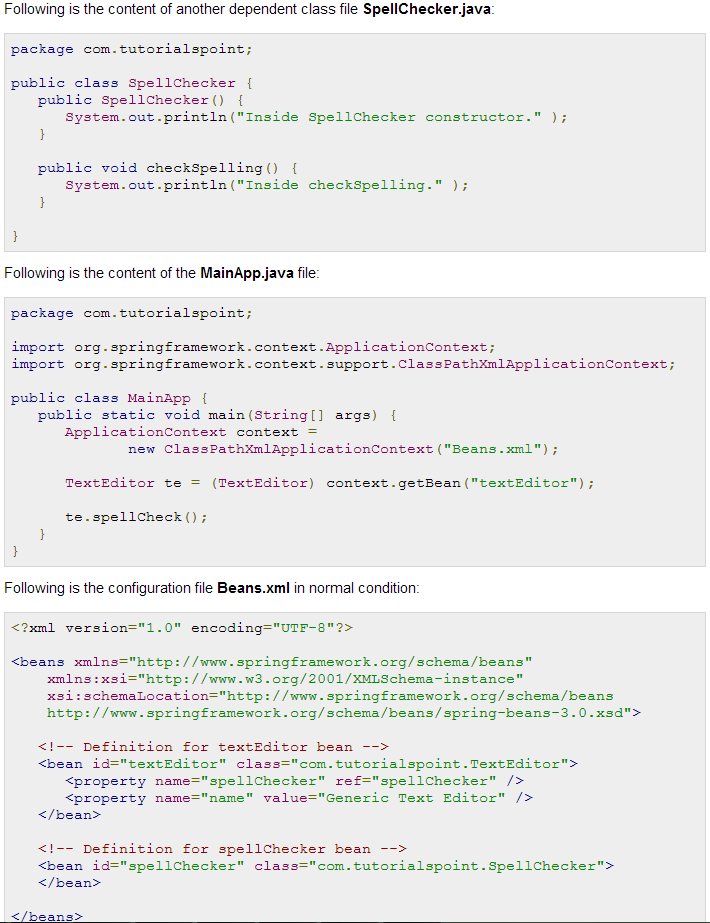 Following is the content of another dependent class file SpellChecker.java:
package com.tutorialspoint;
public class SpellChecker {
public SpellChecker() {
System.out.println("Inside SpellChecker constructor." );
}
public void checkSpelling() {
System.out.println("Inside checkSpelling." );
}
}
Following is the content of the MainApp.java file:
package com.tutorialspoint;
import org.springframework.context.ApplicationContext;
import org.springframework.context.support.ClassPathXmlApplicationContext;
public class MainApp {
public static void main(String[] args) {
ApplicationContext context =
new ClassPathXmlApplicationContext("Beans.xml");
TextEditor te = (TextEditor) context.getBean("textEditor");
te.spellCheck();
}
}
Following is the configuration file Beans.xml in normal condition:
<?xml version="1.0" encoding="UTF-8"?>
<beans xmlns="http://www.springframework.org/schema/beans"
xmlns:xsi="http://www.w3.org/2001/XMLSchema-instance"
xsi:schemaLocation="http://www.springframework.org/schema/beans
http://www.springframework.org/schema/beans/spring-beans-3.0.xsd">
<!-- Definition for textEditor bean -->
<bean id="textEditor" class="com.tutorialspoint.TextEditor">
<property name="spellChecker" ref="spellChecker" />
<property name="name" value="Generic Text Editor" />
</bean>
<!-- Definition for spellChecker bean -->
<bean id="spellChecker" class="com.tutorialspoint.SpellChecker">
</bean>
</beans>